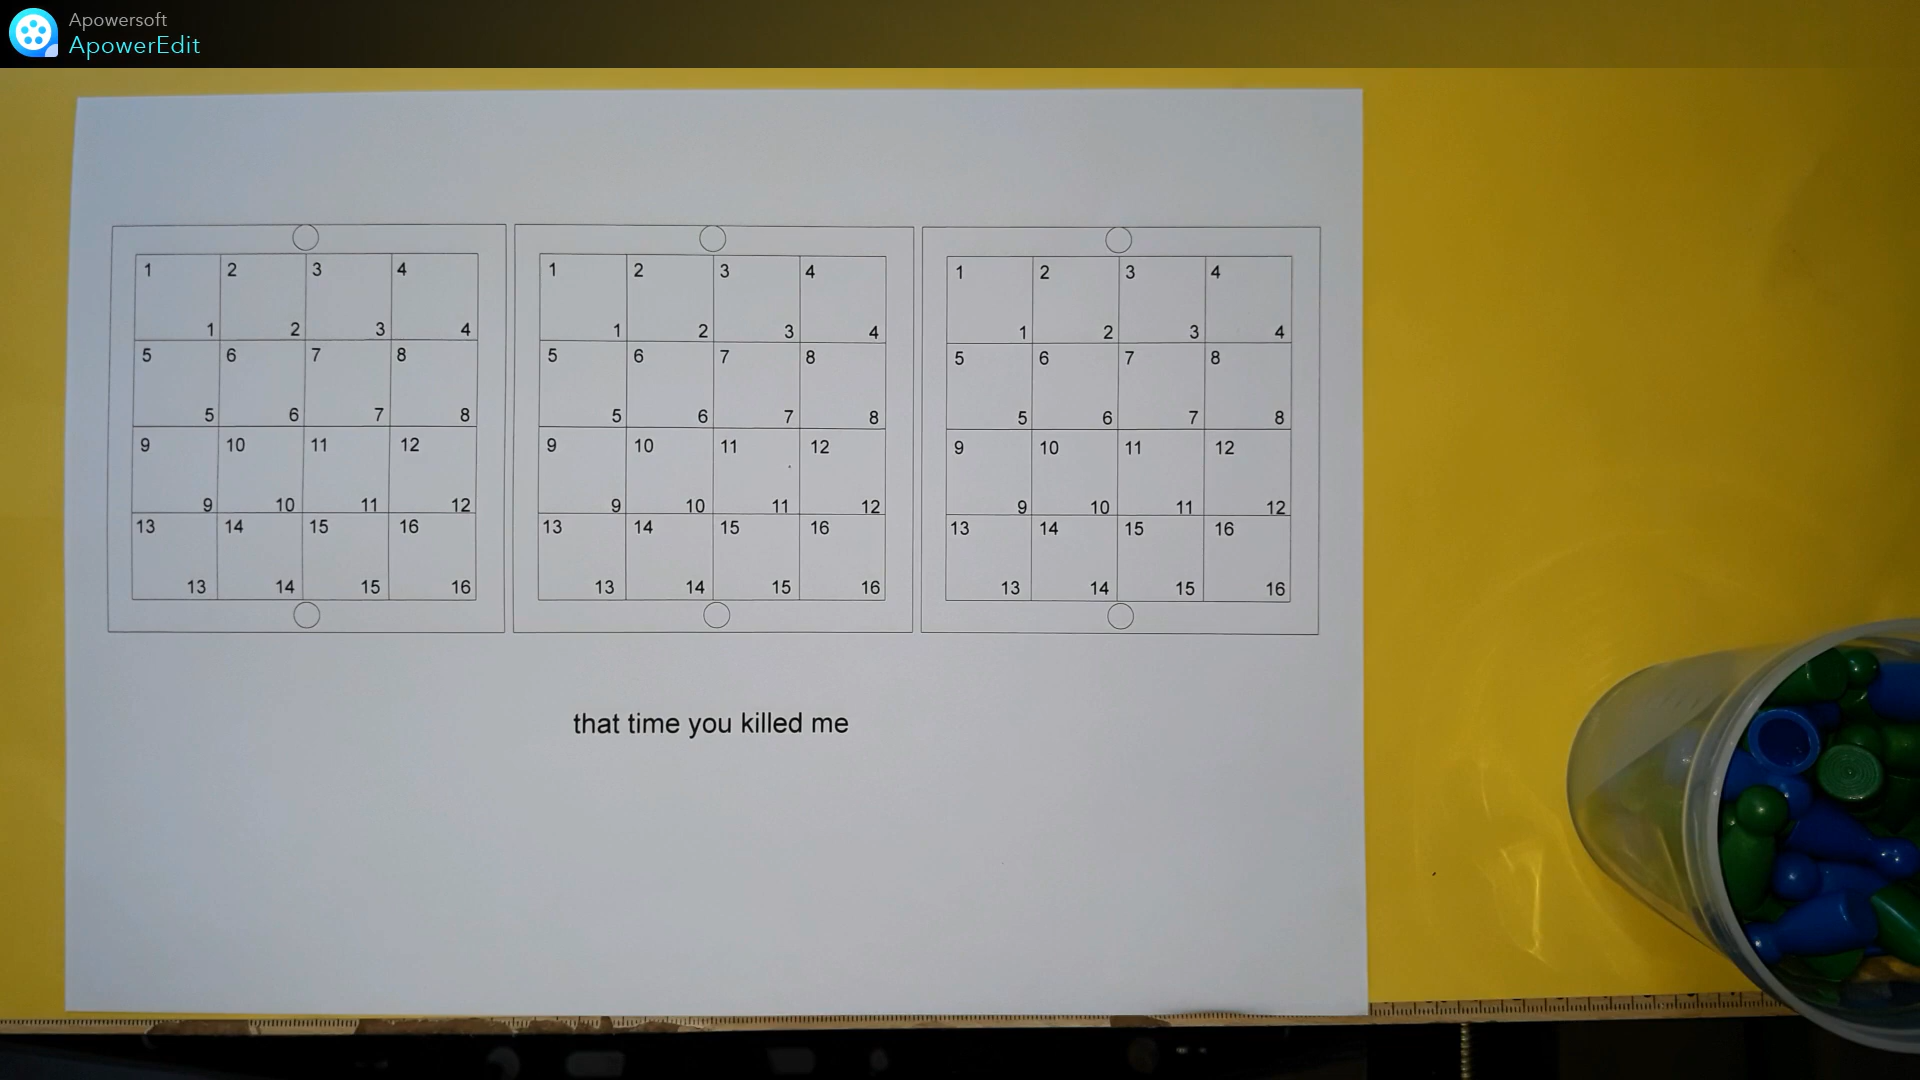 Apowersoft
ApowerEdit
1 2 3 4 1 2 3 4 1 2 3 4
1 2 3 4 1 2 3 4 1 2 3 4
5 6 7 8 5 6 7 8 5 6 7 8
5 6 7 8 5 6 7 8 5 6 7 8
9 10 11 12 9 10 11 12 9 10 11 12
9 10 11 12 9 10 11 12 9 10 11 12
13 14 15 16 13 14 15 16 13 14 15 16
13 14 15 16 13 14 15 16 13 14 15 16
that time you killed me